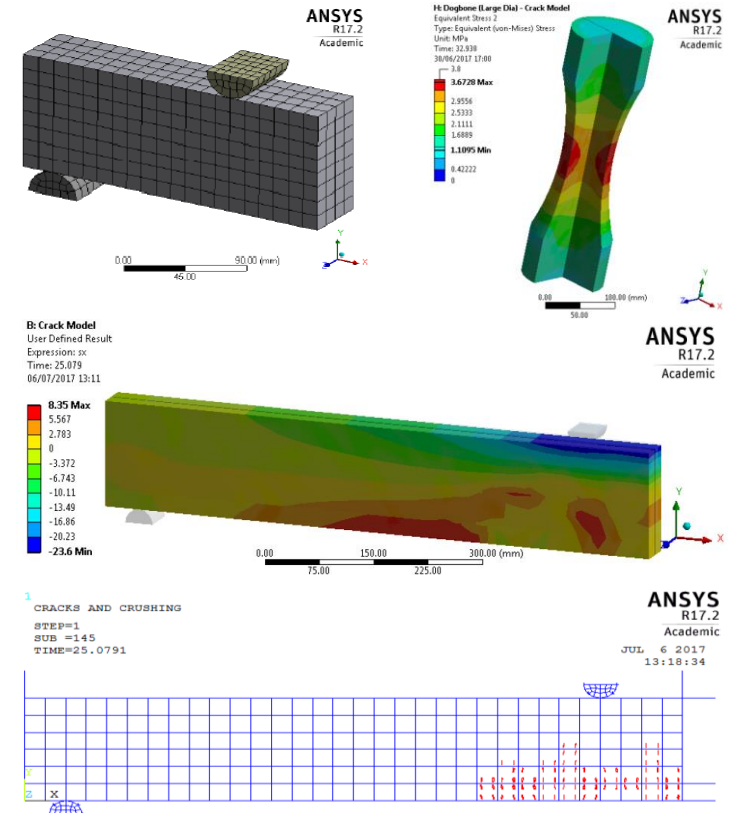 ANSYS
R17.2
Academic
0.00
90.00 (mm)
45.00
Y
Z
X
H: Dogbone (Large Dia) - Crack Model
Equivalent Stress 2
Type: Equivalent (von-Mises) Stress
Unit: MPa
Time: 32.938
30/06/2017 17:00
3.8
3.6728 Max
2.9556
2.5333
2.1111
1.6889
1.1095 Min
0.42222
0
ANSYS
R17.2
Academic
0.00
100.00 (mm)
50.00
Y
Z
X
B: Crack Model
User Defined Result
Expression: sx
Time: 25.079
06/07/2017 13:11
8.35 Max
5.567
2.783
0
-3.372
-6.743
-10.11
-13.49
-16.86
-20.23
-23.6 Min
ANSYS
R17.2
Academic
0.00
150.00
300.00 (mm)
75.00
225.00
Y
X
1
CRACKS AND CRUSHING
STEP=1
SUB =145
TIME=25.0791
ANSYS
R17.2
Academic
JUL 6 2017
13:18:34
Y
Z
X